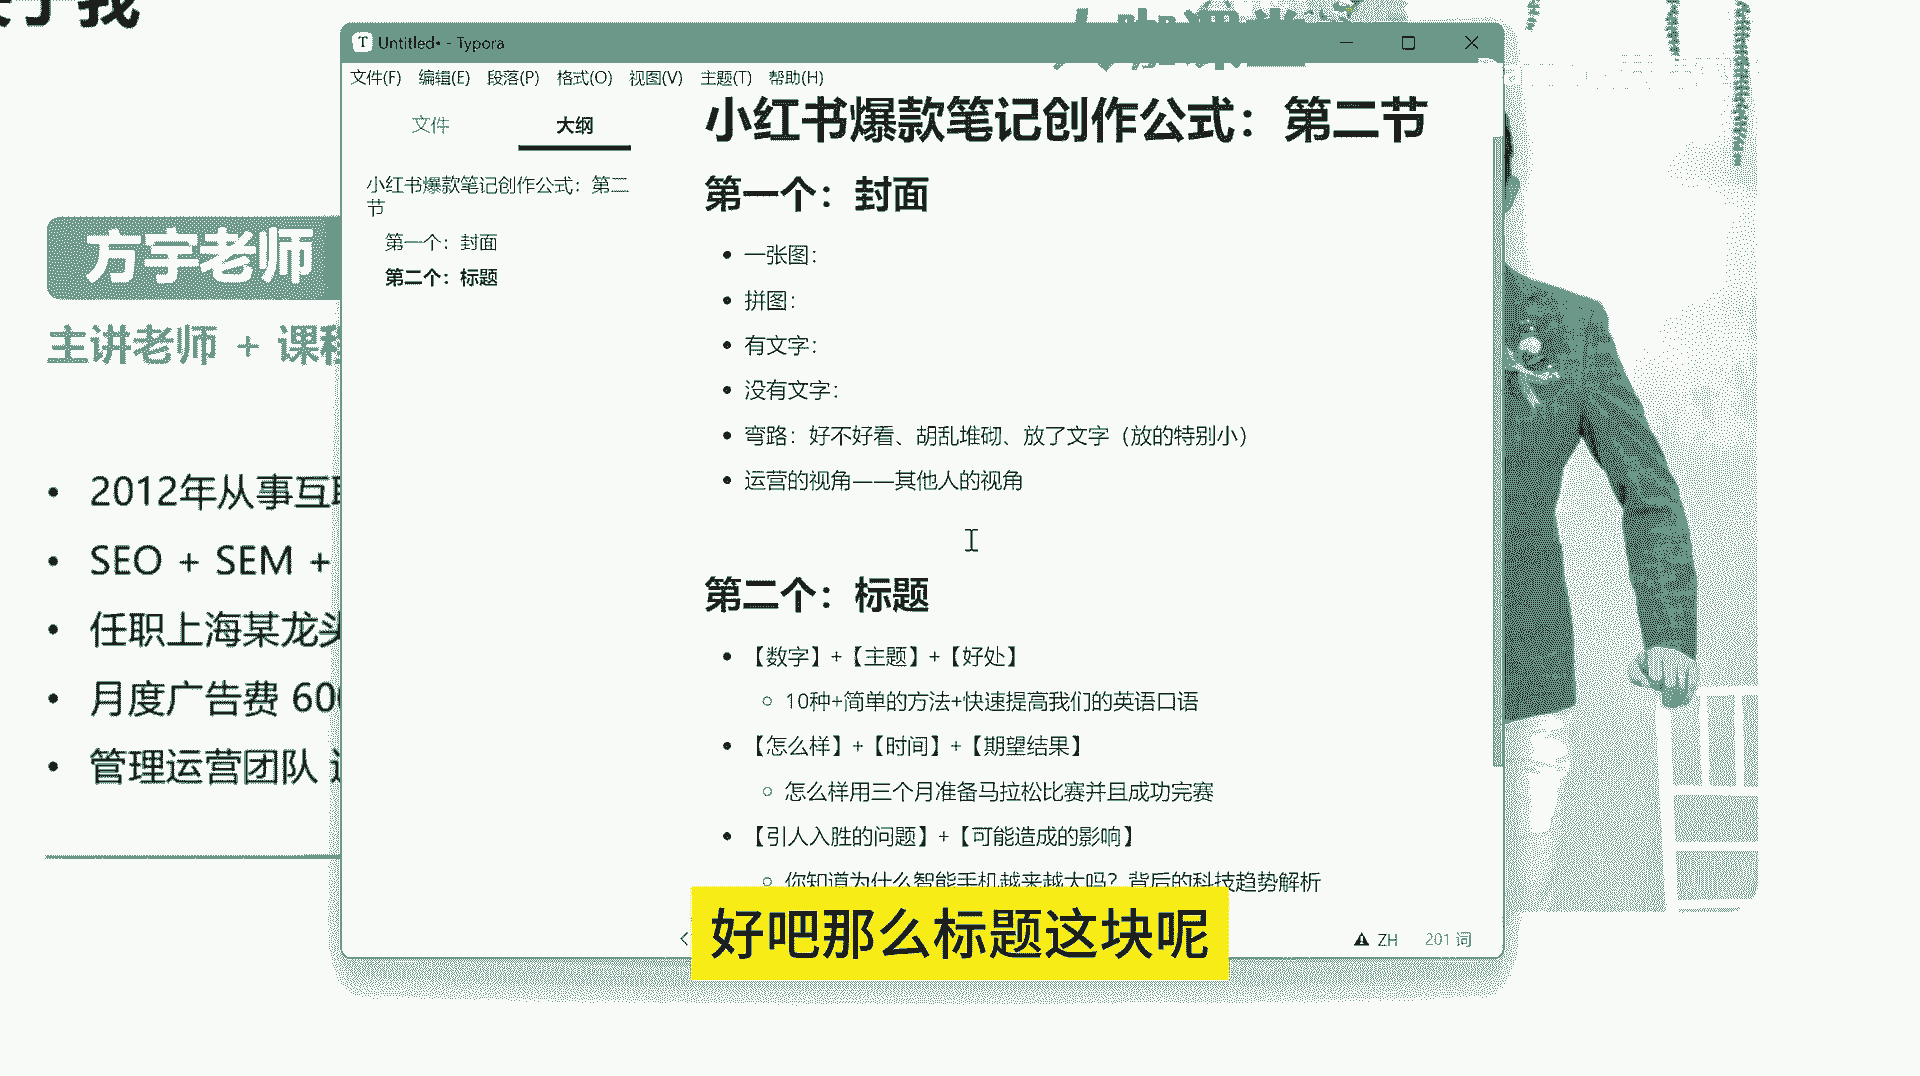 于我
Untitled• - Typora
文件(F) 编辑(E) 段落(P) 格式(O) 视图(V) 主题(T) 帮助(H)
文件 大纲
小红书爆款笔记创作公式：第二
节
第一个：封面
第二个：标题
小红书爆款笔记创作公式：第二节
第一个：封面
• 一张图：
• 拼图：
• 有文字：
• 没有文字：
• 弯路：好不好看、胡乱堆砌、放了文字（放的特别小）
• 运营的视角——其他人的视角
第二个：标题
• 【数字】+【主题】+【好处】
○ 10种+简单的方法+快速提高我们的英语口语
• 【怎么样】+【时间】+【期望结果】
○ 怎么样用三个月准备马拉松比赛并且成功完赛
• 【引人入胜的问题】+【可能造成的影响】
○ 你知道为什么智能手机越来越大吗？背后的科技趋势解析
ZH 201 词
方宇老师
主讲老师 + 课程
• 2012年从事互联
• SEO + SEM +
• 任职上海某龙头
• 月度广告费 600
• 管理运营团队
好吧那么标题这块呢